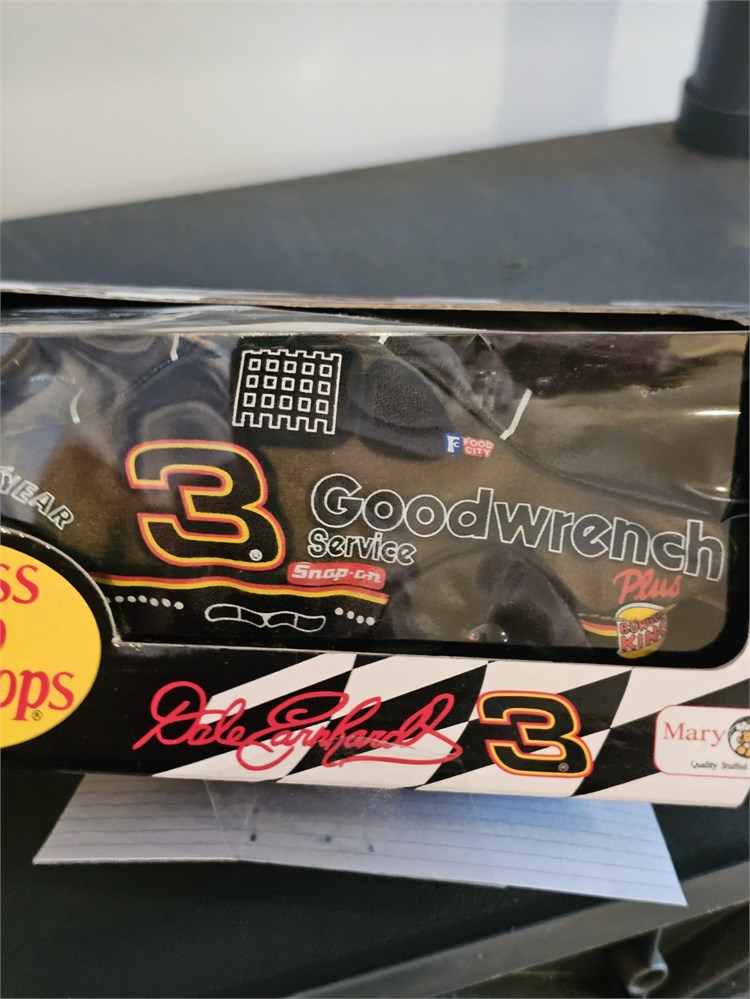 YEAR
3
FOOD
CITY
Goodwrench
Service
Snap-on
Plus
BURGER
KING
SS
ops®
Dale Earnhardt
3
Mary
Quality Stuffed